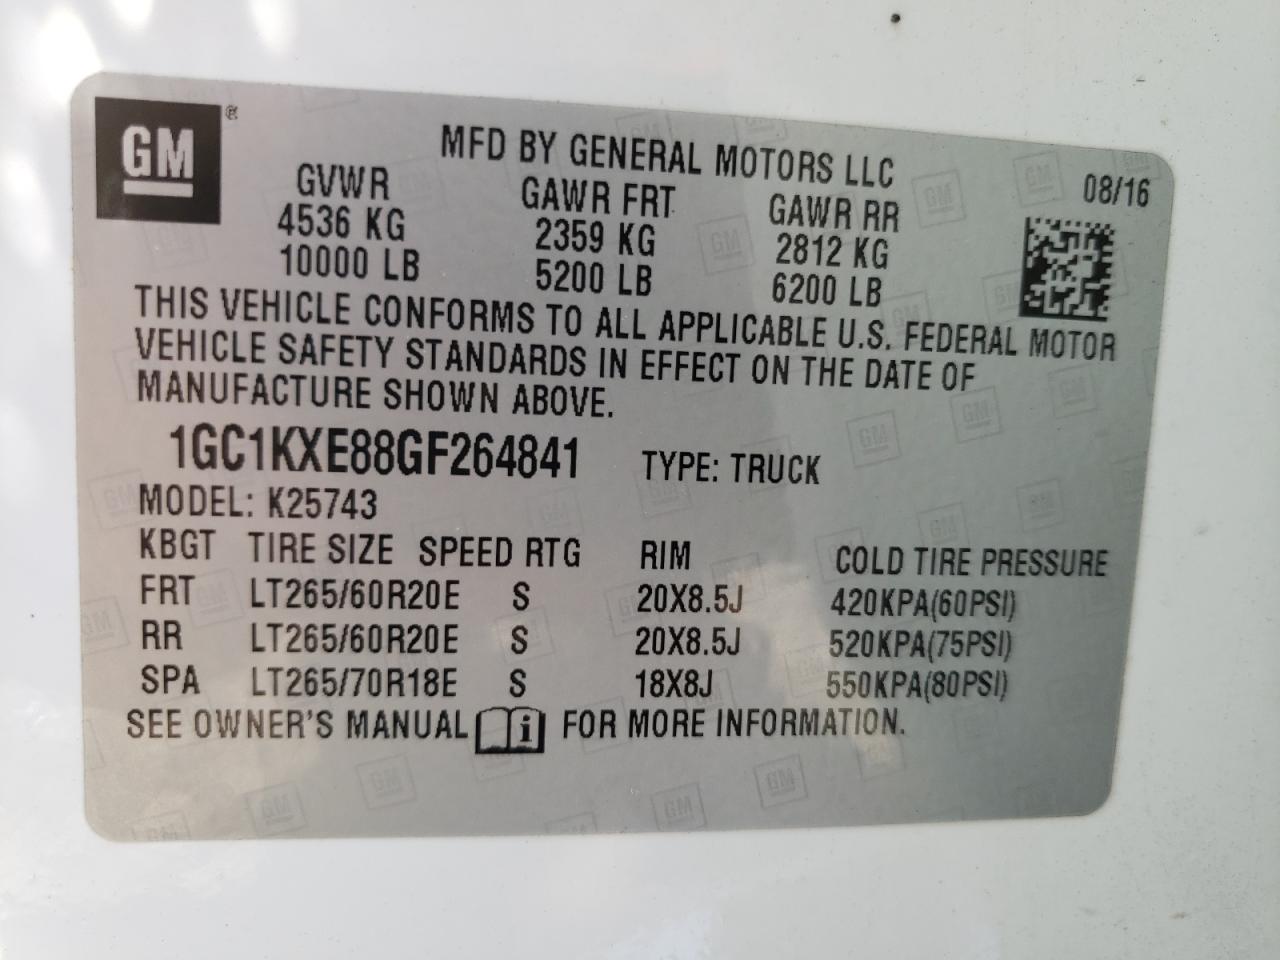 GM ®
MFD BY GENERAL MOTORS LLC
08/16
GVWR GAWR FRT GAWR RR
4536 KG 2359 KG 2812 KG
10000 LB 5200 LB 6200 LB
THIS VEHICLE CONFORMS TO ALL APPLICABLE U.S. FEDERAL MOTOR
VEHICLE SAFETY STANDARDS IN EFFECT ON THE DATE OF
MANUFACTURE SHOWN ABOVE.
1GC1KXE88GF264841 TYPE: TRUCK
MODEL: K25743
KBGT TIRE SIZE SPEED RTG RIM COLD TIRE PRESSURE
FRT LT265/60R20E S 20X8.5J 420KPA(60PSI)
RR LT265/60R20E S 20X8.5J 520KPA(75PSI)
SPA LT265/70R18E S 18X8J 550KPA(80PSI)
SEE OWNER'S MANUAL i FOR MORE INFORMATION.